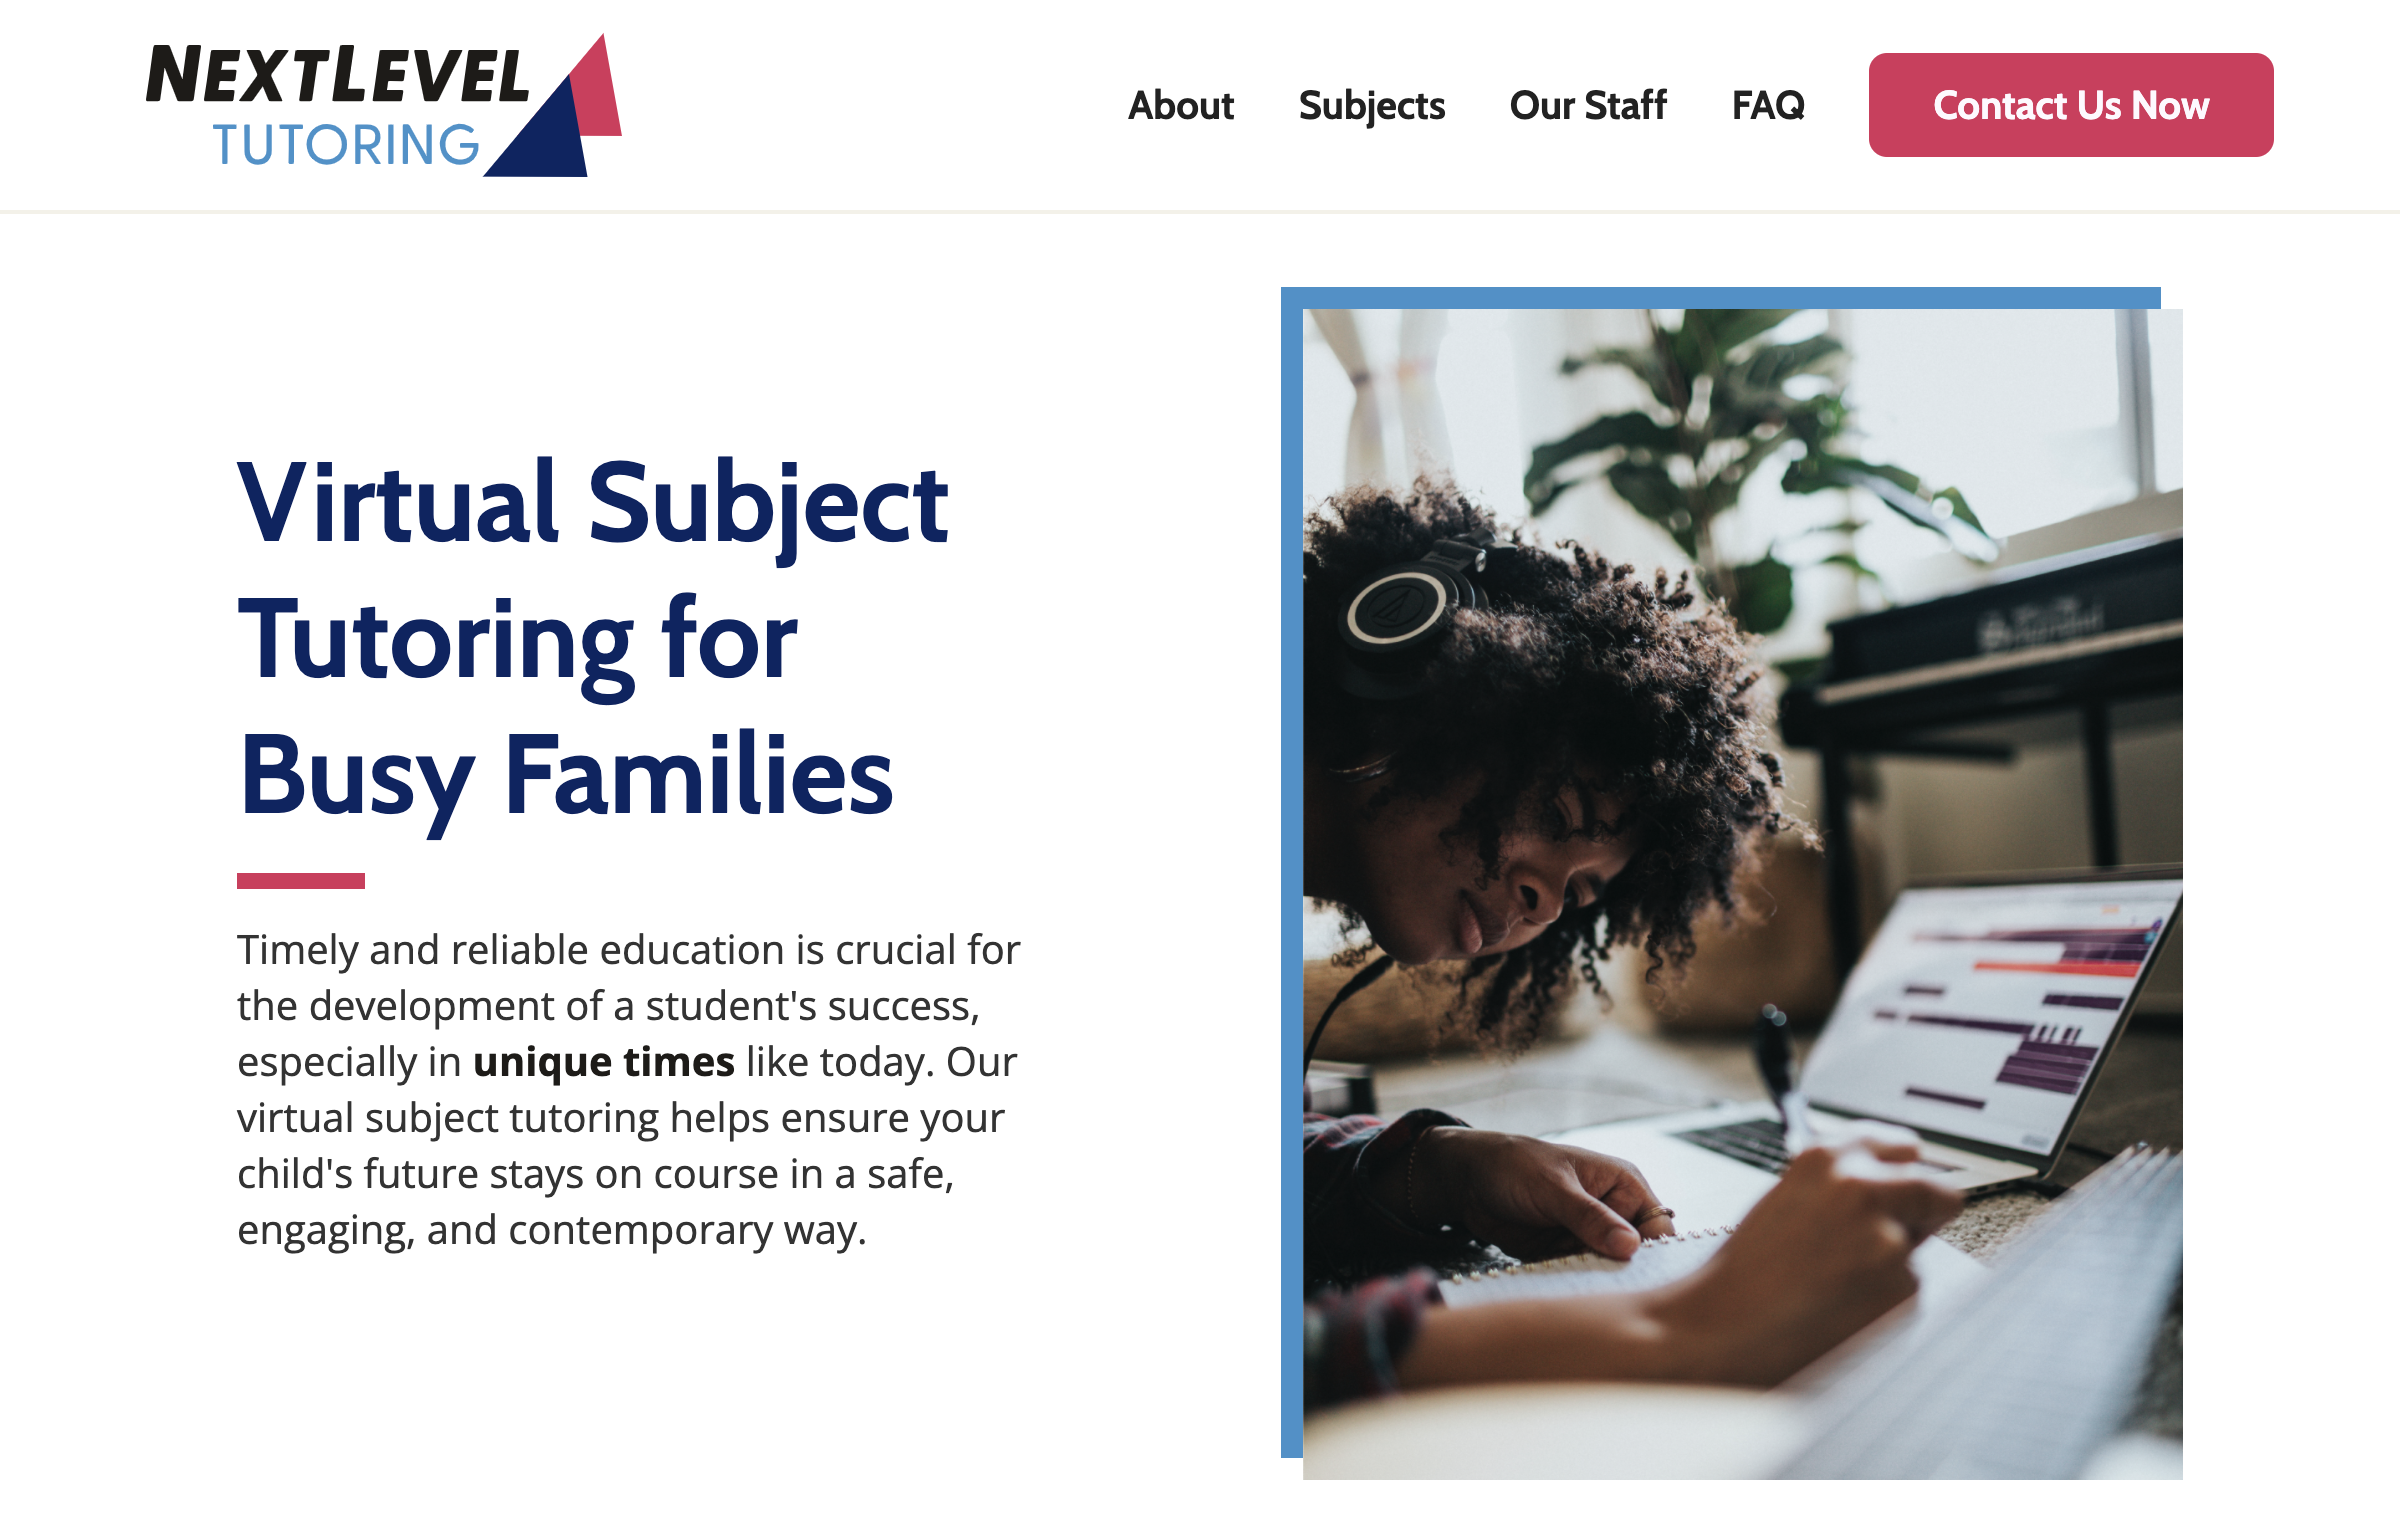 NEXTLEVEL
TUTORING
About
Subjects
Our Staff
FAQ
Contact Us Now
Virtual Subject
Tutoring for
Busy Families
Timely and reliable education is crucial for
the development of a student's success,
especially in unique times like today. Our
virtual subject tutoring helps ensure your
child's future stays on course in a safe,
engaging, and contemporary way.